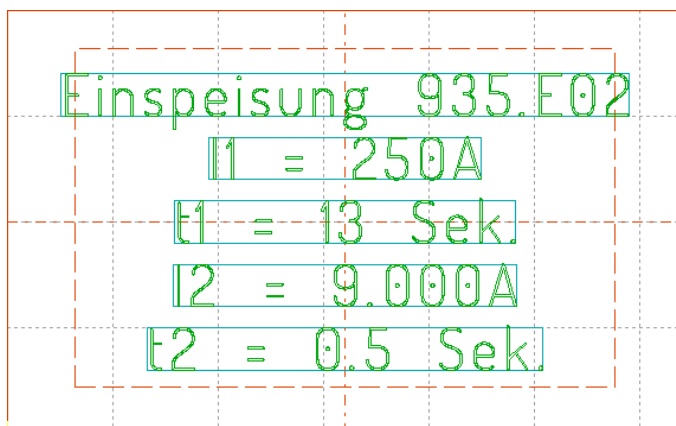 Einspeisung 935.E02
I1 = 250A
t1 = 13 Sek.
I2 = 9.000A
t2 = 0.5 Sek.